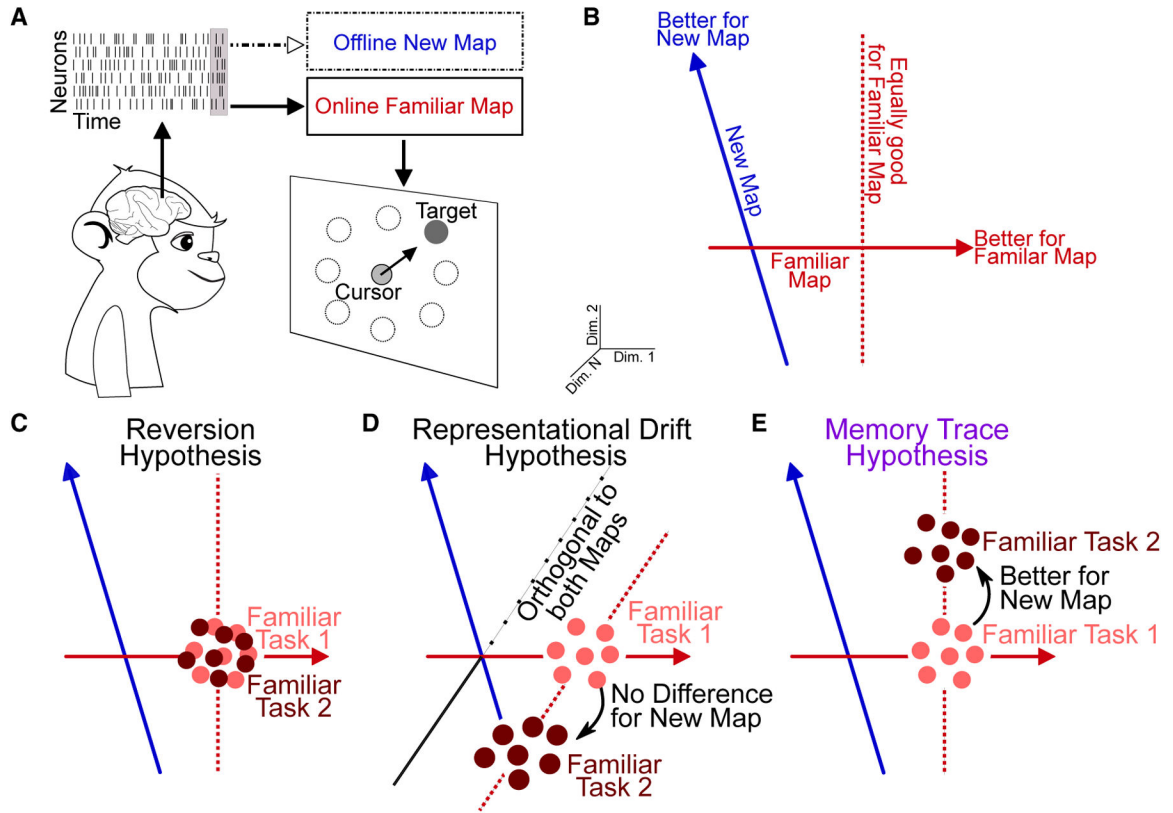 A
Neurons
Time
Offline New Map
Online Familiar Map
Target
Cursor
B
Better for
New Map
New Map
Equally good
for Familiar Map
Familiar
Map
Better for
Familar Map
Dim. 2
Dim. 1
Dim. N
C
Reversion
Hypothesis
Familiar
Task 1
Familiar
Task 2
D
Representational Drift
Hypothesis
Orthogonal to
both Maps
Familiar
Task 1
No Difference
for New Map
Familiar
Task 2
E
Memory Trace
Hypothesis
Familiar Task 2
Better for
New Map
Familiar Task 1